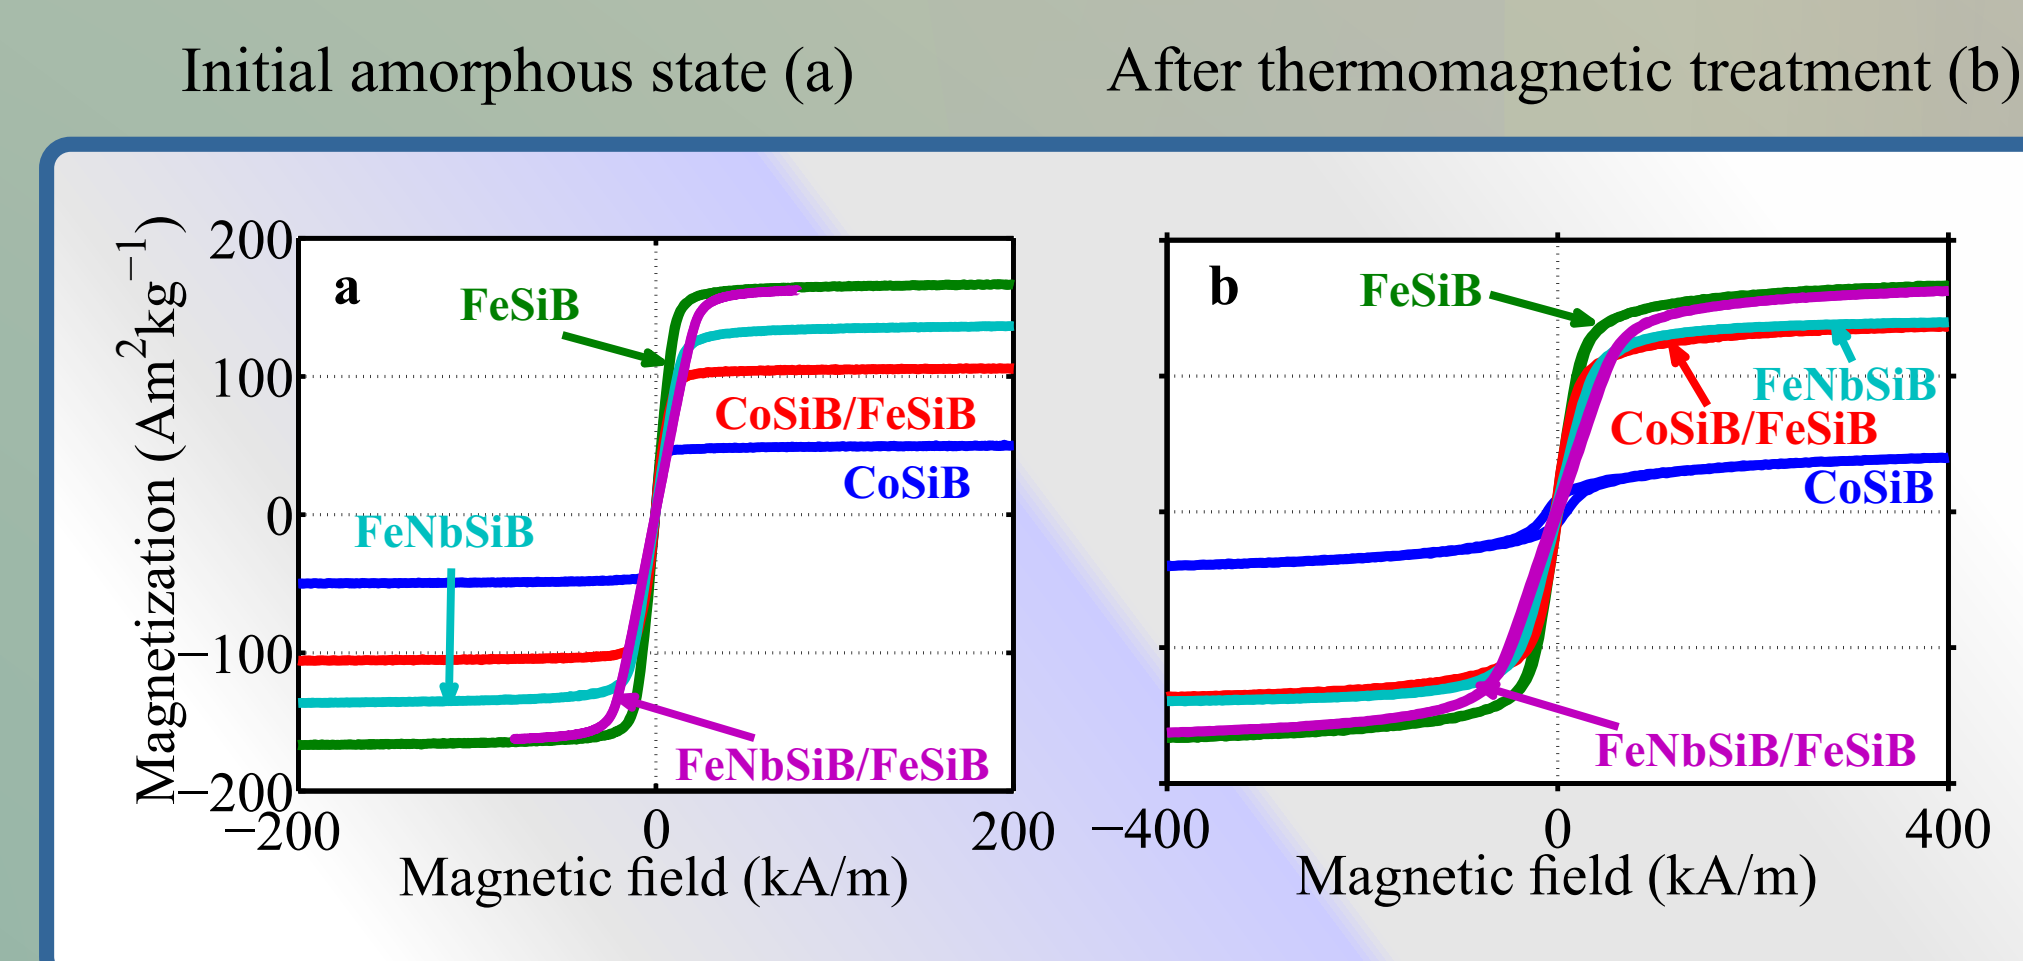 Initial amorphous state (a)
After thermomagnetic treatment (b)
Magnetization (Am²kg⁻¹)
200
100
0
−100
−200
a
FeSiB
CoSiB/FeSiB
CoSiB
FeNbSiB
FeNbSiB/FeSiB
−200
0
200
Magnetic field (kA/m)
b
FeSiB
FeNbSiB
CoSiB/FeSiB
CoSiB
FeNbSiB/FeSiB
−400
0
400
Magnetic field (kA/m)